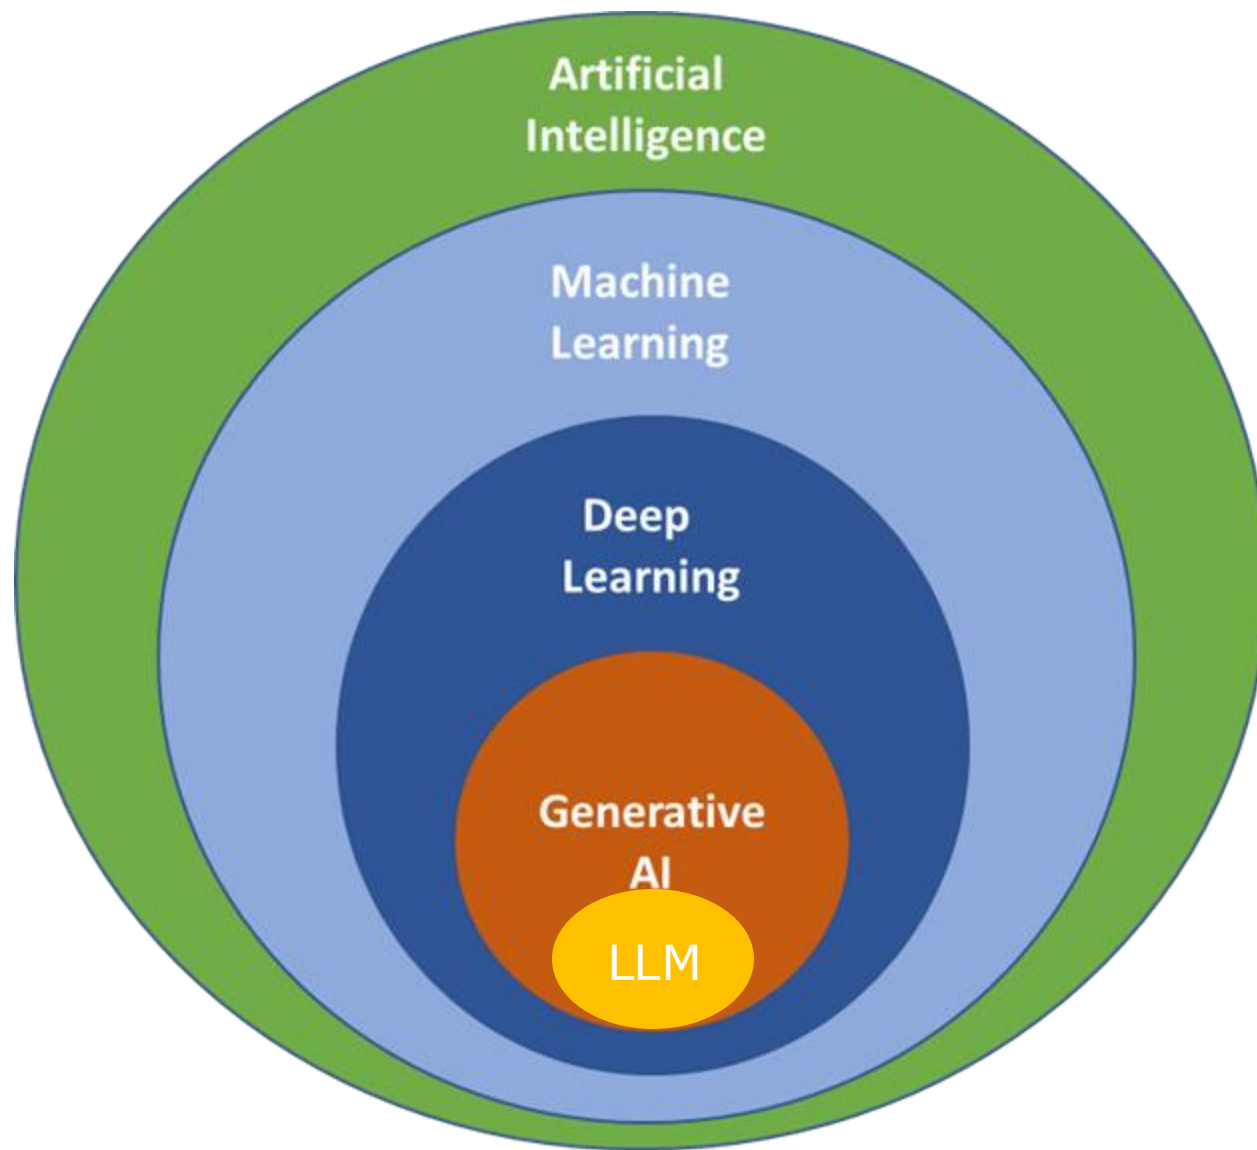 Artificial
Intelligence
Machine
Learning
Deep
Learning
Generative
AI
LLM